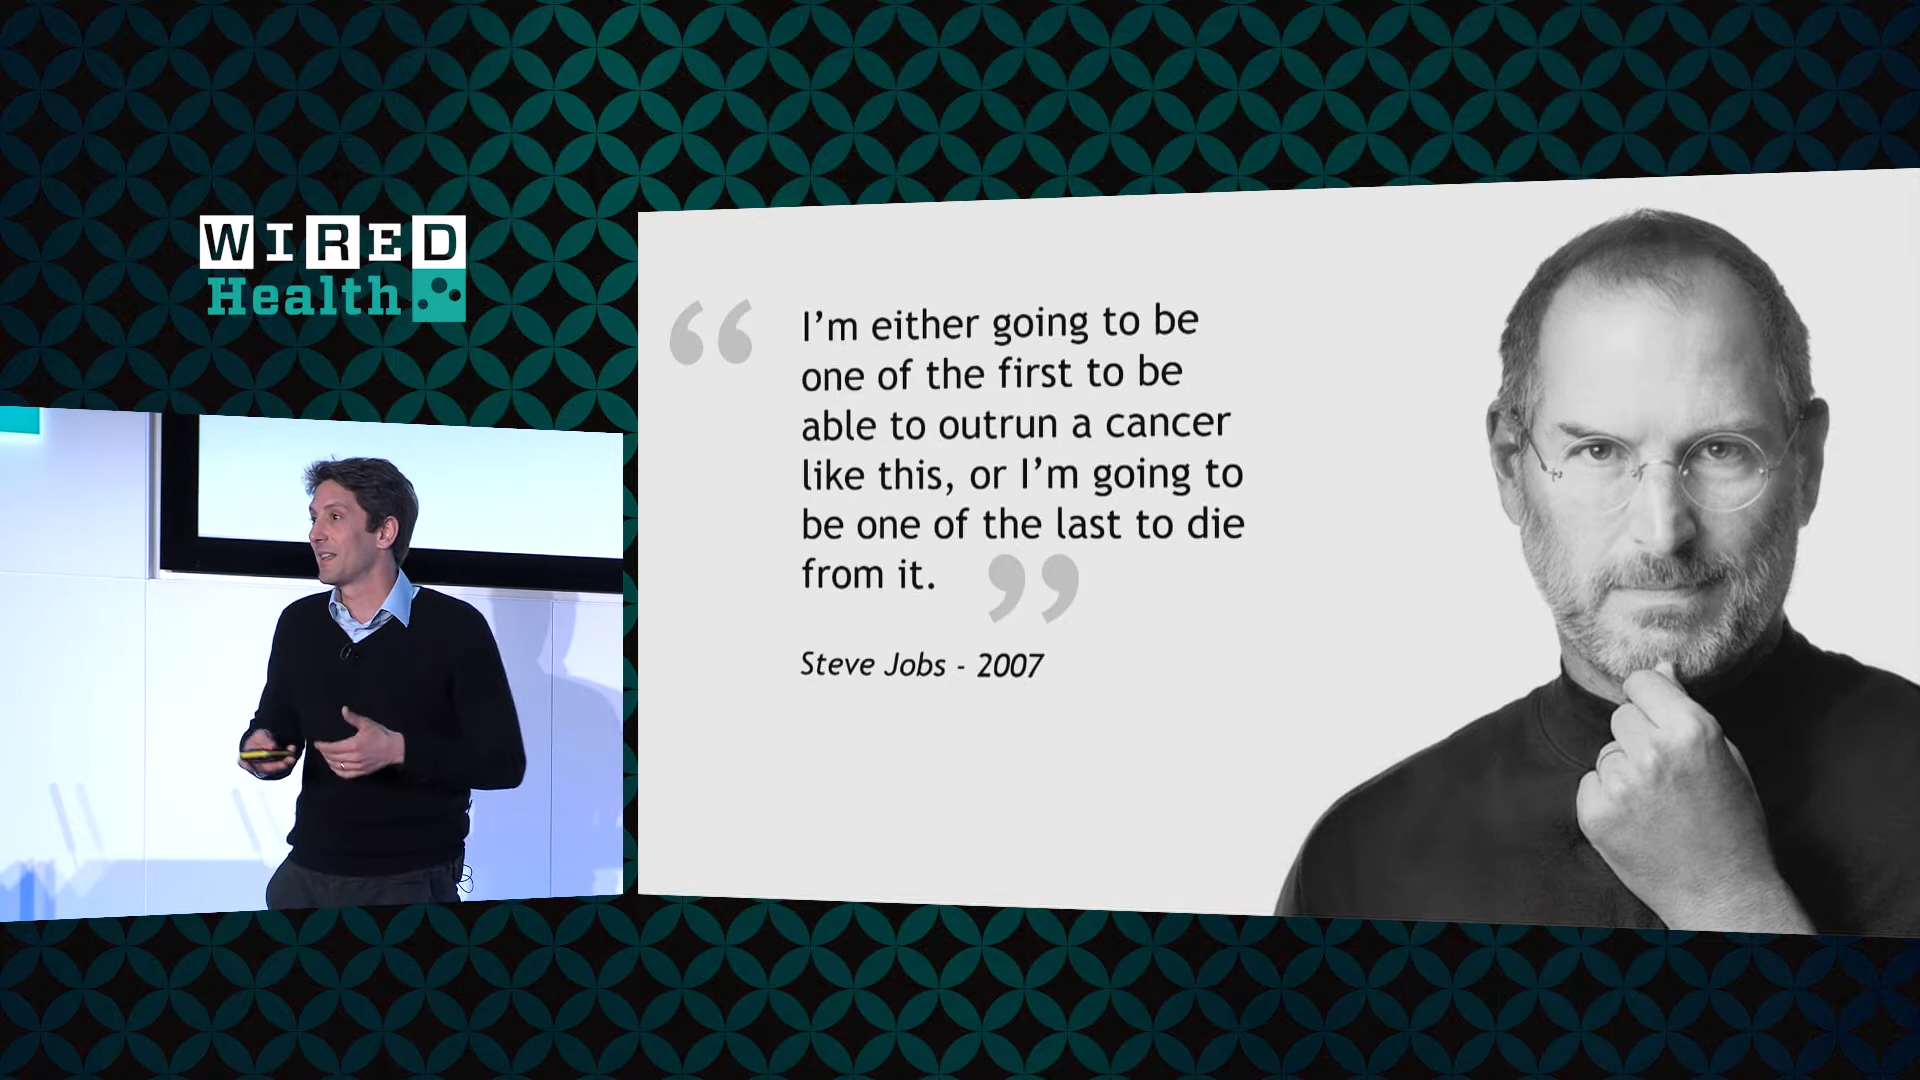 WIRED
Health
“ I’m either going to be
one of the first to be
able to outrun a cancer
like this, or I’m going to
be one of the last to die
from it. ”
Steve Jobs - 2007